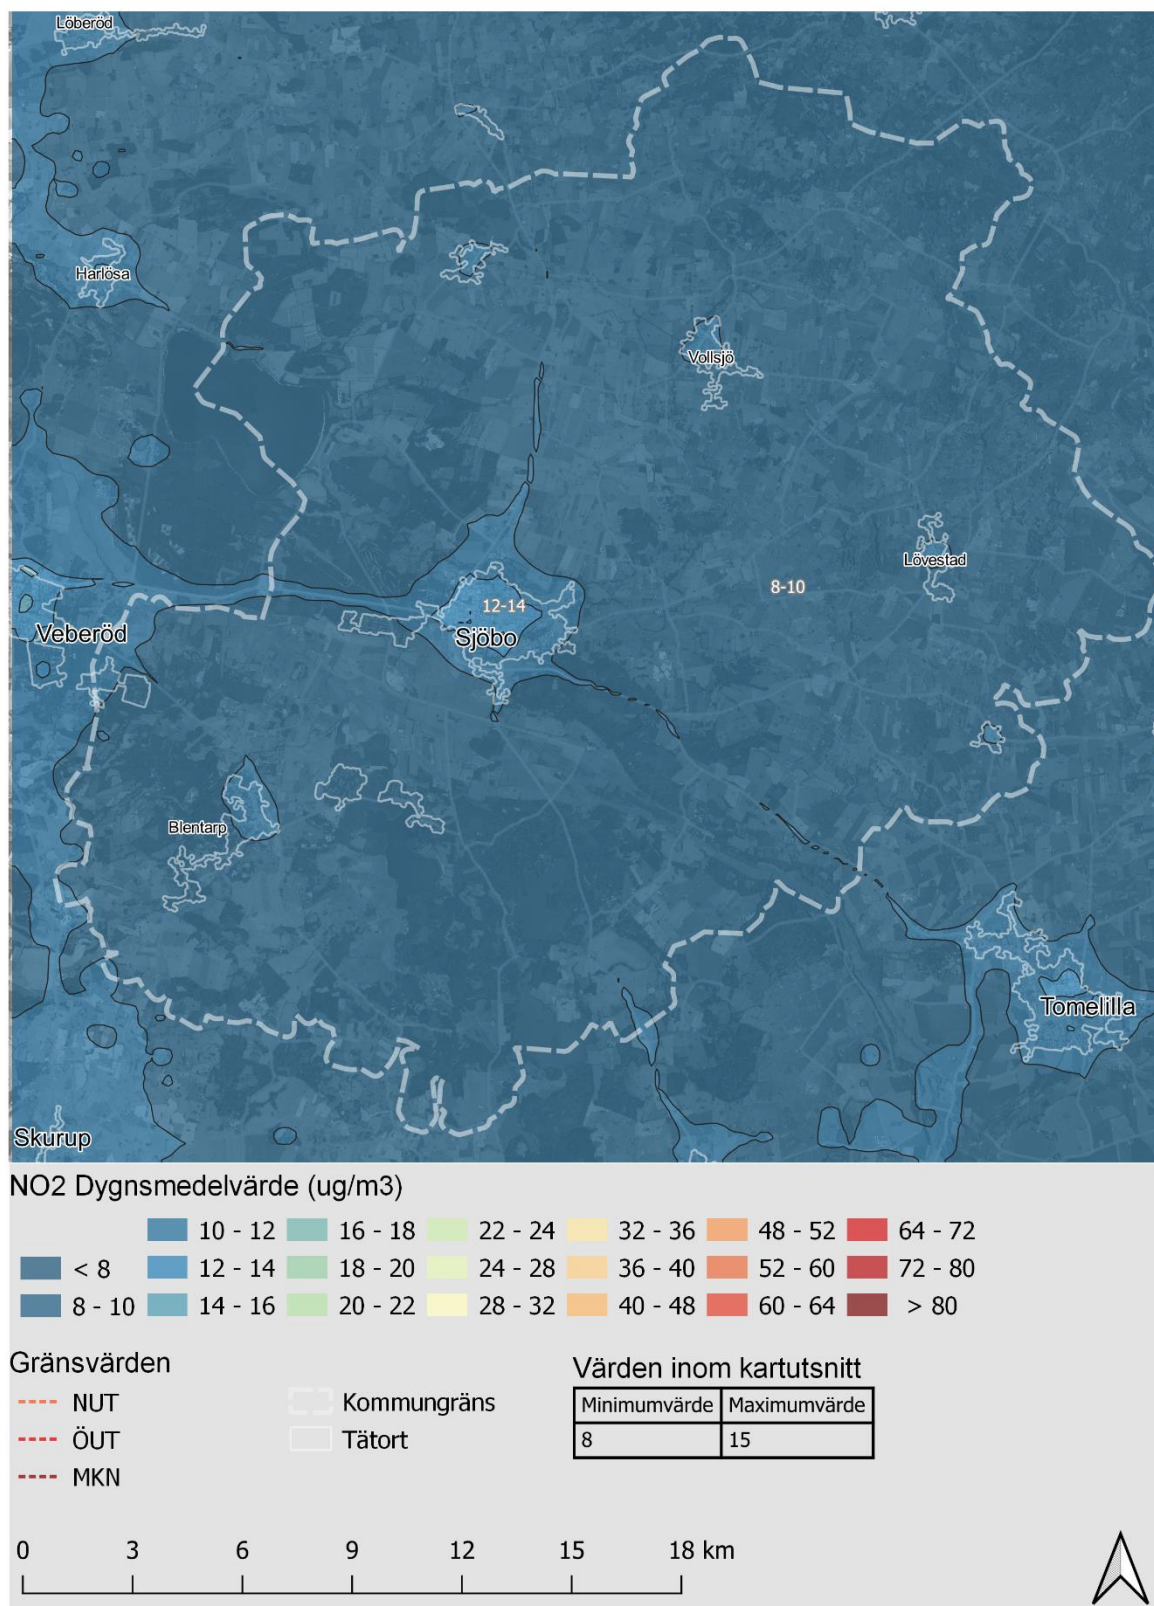 Löberöd
Harlösa
Vollsjö
Lövestad
8-10
12-14
Sjöbo
Veberöd
Blentarp
Tomelilla
Skurup
NO2 Dygnsmedelvärde (ug/m3)
10 - 12 16 - 18 22 - 24 32 - 36 48 - 52 64 - 72
< 8 12 - 14 18 - 20 24 - 28 36 - 40 52 - 60 72 - 80
8 - 10 14 - 16 20 - 22 28 - 32 40 - 48 60 - 64 > 80
Gränsvärden
NUT
ÖUT
MKN
Kommungräns
Tätort
Värden inom kartutsnitt
Minimumvärde Maximumvärde
8 15
0 3 6 9 12 15 18 km